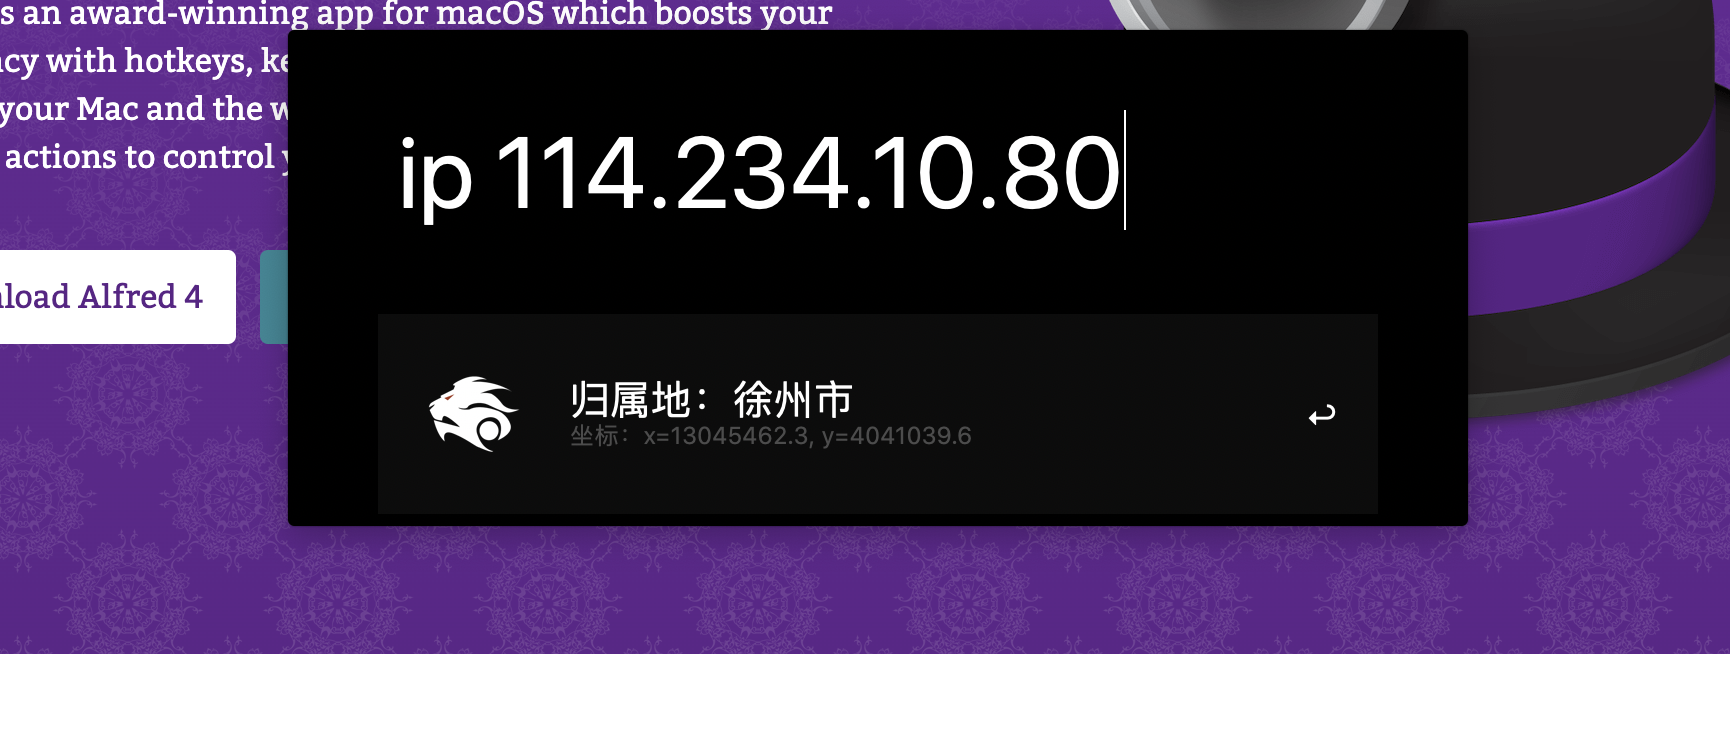 s an award-winning app for macOS which boosts your
cy with hotkeys, ke
your Mac and the w
actions to control
ip 114.234.10.80
load Alfred 4
归属地：徐州市
坐标：x=13045462.3, y=4041039.6